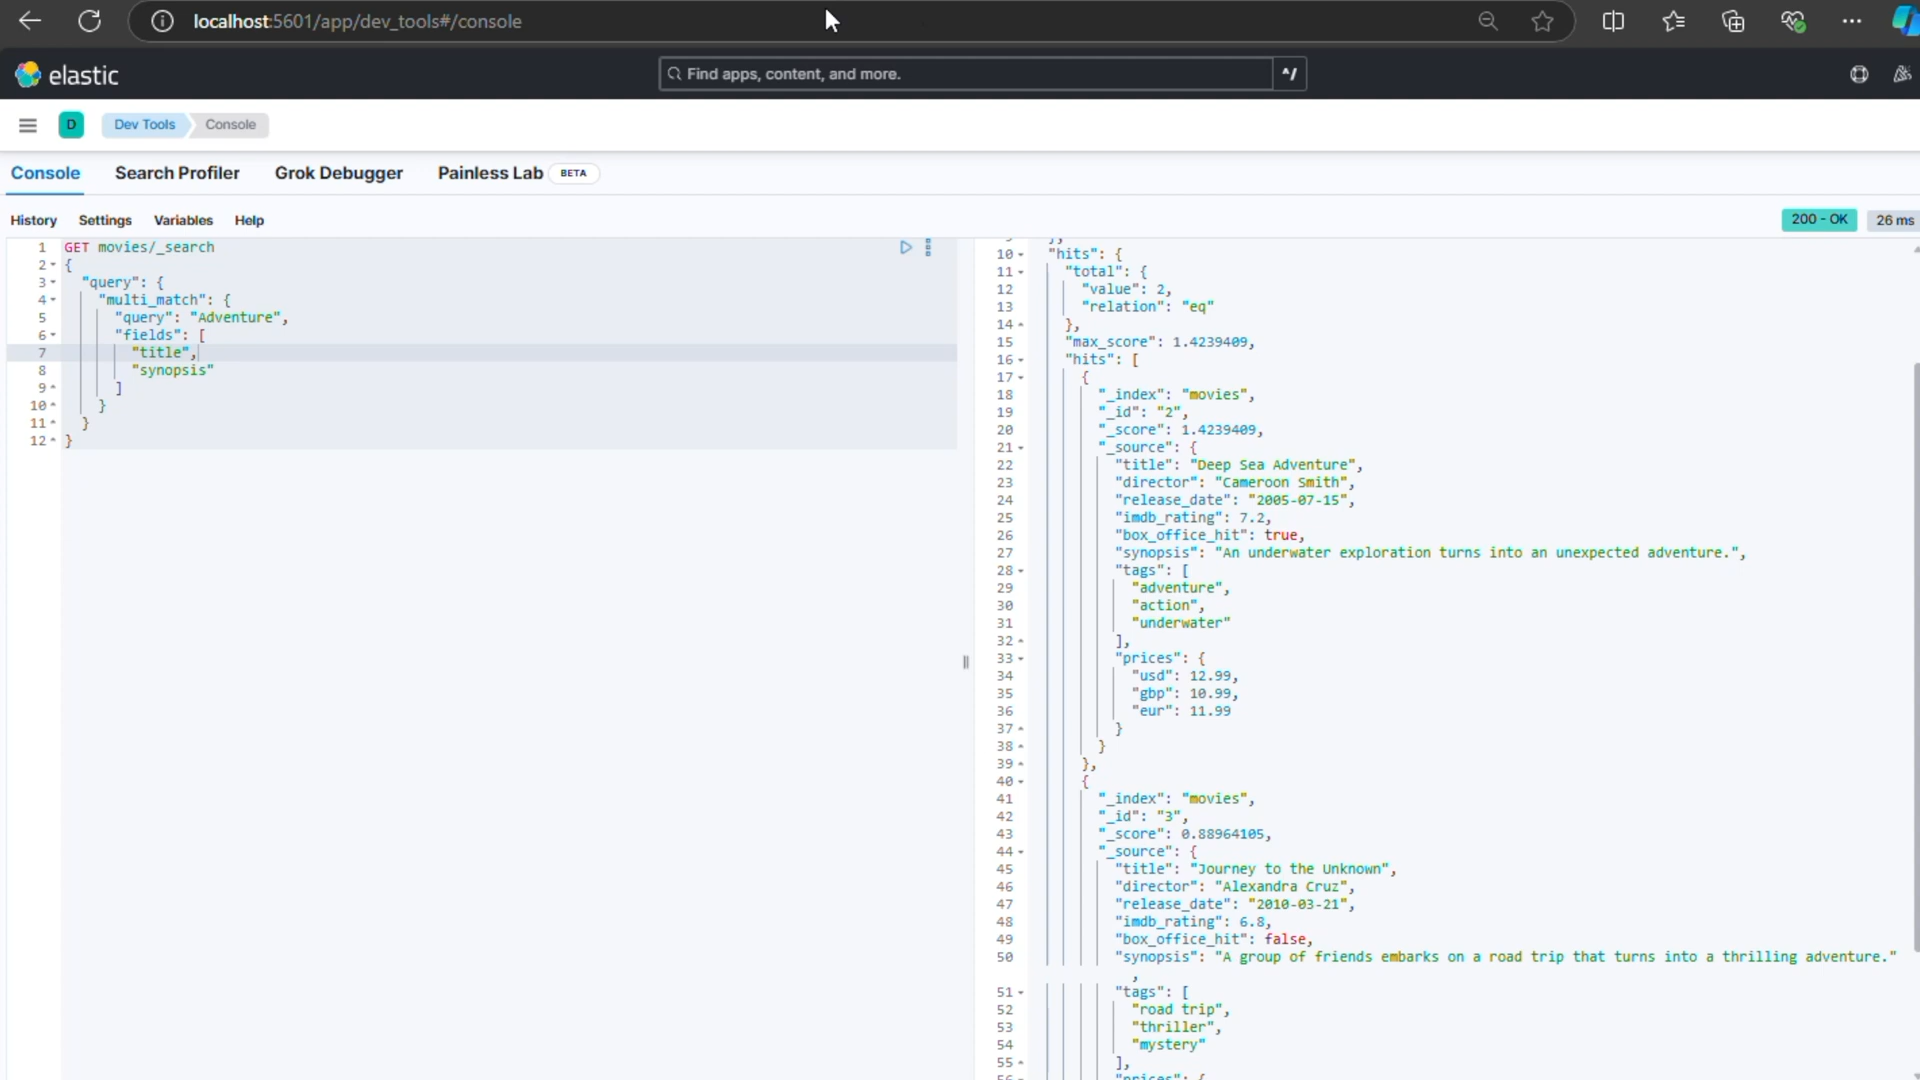 localhost:5601/app/dev_tools#/console
elastic
Find apps, content, and more.
^/
D
Dev Tools
Console
Console
Search Profiler
Grok Debugger
Painless Lab
BETA
History
Settings
Variables
Help
200 - OK
26 ms
1 GET movies/_search
2 {
3 "query": {
4 "multi_match": {
5 "query": "Adventure",
6 "fields": [
7 "title",
8 "synopsis"
9 ]
10 }
11 }
12 }
10 "hits": {
11 "total": {
12 "value": 2,
13 "relation": "eq"
14 },
15 "max_score": 1.4239409,
16 "hits": [
17 {
18 "_index": "movies",
19 "_id": "2",
20 "_score": 1.4239409,
21 "_source": {
22 "title": "Deep Sea Adventure",
23 "director": "Cameroon Smith",
24 "release_date": "2005-07-15",
25 "imdb_rating": 7.2,
26 "box_office_hit": true,
27 "synopsis": "An underwater exploration turns into an unexpected adventure.",
28 "tags": [
29 "adventure",
30 "action",
31 "underwater"
32 ],
33 "prices": {
34 "usd": 12.99,
35 "gbp": 10.99,
36 "eur": 11.99
37 }
38 }
39 },
40 {
41 "_index": "movies",
42 "_id": "3",
43 "_score": 0.88964105,
44 "_source": {
45 "title": "Journey to the Unknown",
46 "director": "Alexandra Cruz",
47 "release_date": "2010-03-21",
48 "imdb_rating": 6.8,
49 "box_office_hit": false,
50 "synopsis": "A group of friends embarks on a road trip that turns into a thrilling adventure."
,
51 "tags": [
52 "road trip",
53 "thriller",
54 "mystery"
55 ],
56 "prices": {